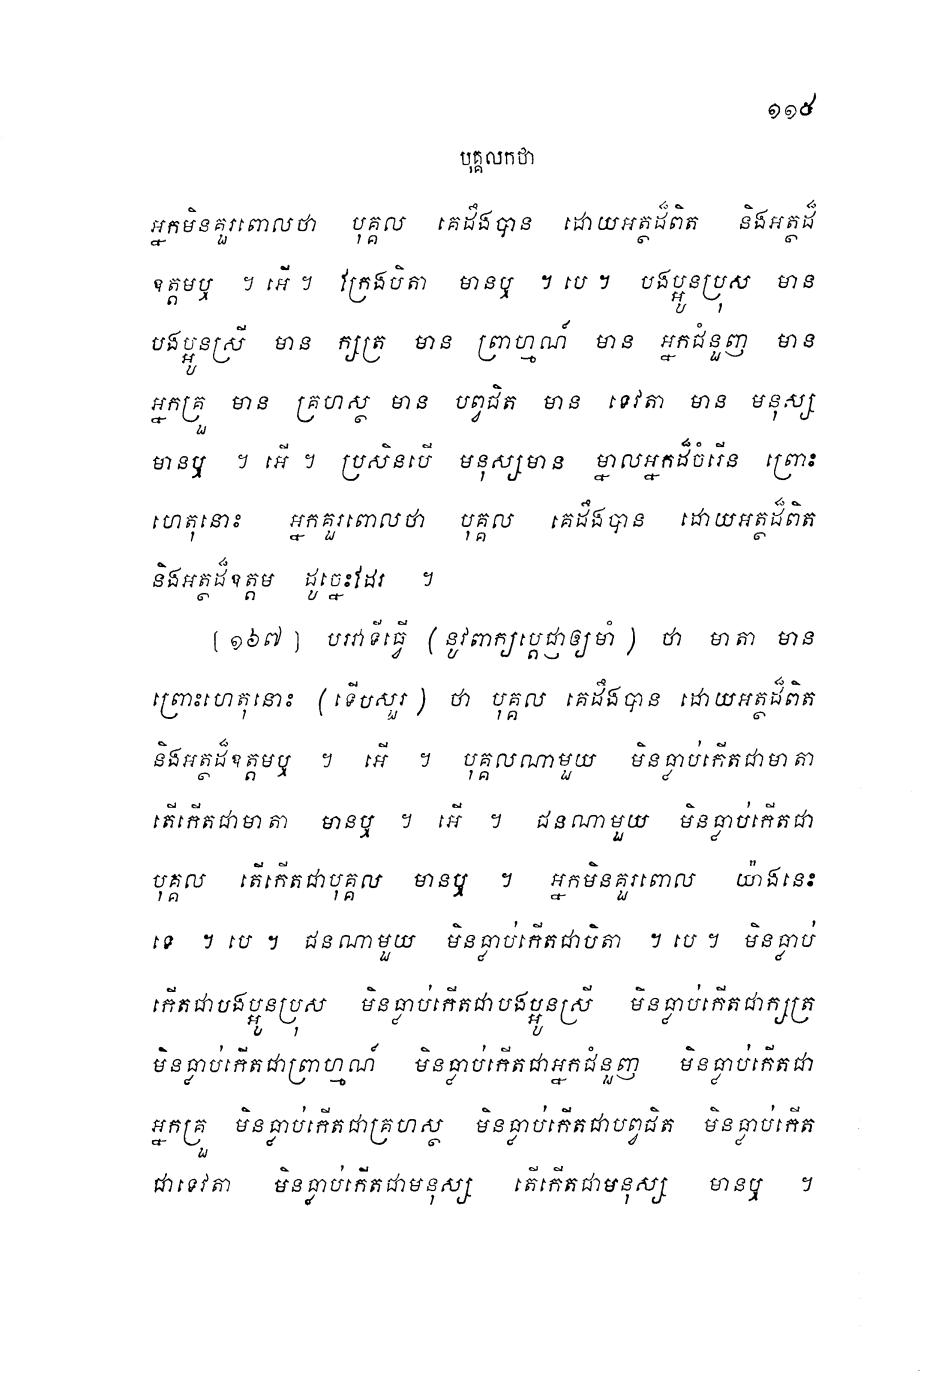 ១១៥
បុគ្គលកថា
អ្នកមិនគួរពោលថា បុគ្គល គេដឹងបាន ដោយអត្ថដ៏ពិត និងអត្ថដ៏
ឧត្តមឬ ។ អើ ។ វៃក្រងបិតា មានឬ ។ បេ ។ បងប្អូនប្រុស មាន
បងប្អូនស្រី មាន ក្សត្រ មាន ព្រាហ្មណ៍ មាន អ្នកជំនួញ មាន
អ្នកគ្រួ មាន គ្រហស្ថ មាន បព្វជិត មាន ទេវតា មាន មនុស្ស
មានឬ ។ អើ ។ ប្រសិនបើ មនុស្សមាន ម្នាលអ្នកដ៏ចំរើន ព្រោះ
ហេតុនោះ អ្នកគួរពោលថា បុគ្គល គេដឹងបាន ដោយអត្ថដ៏ពិត
និងអត្ថដ៏ឧត្តម ដូច្នេះដែរ ។
[១៦៧] បរវាទីធ្វើ (នូវពាក្យប្តេជ្ញាឲ្យមាំ) ថា មាតា មាន
ព្រោះហេតុនោះ (ទើបសួរ) ថា បុគ្គល គេដឹងបាន ដោយអត្ថដ៏ពិត
និងអត្ថដ៏ឧត្តមឬ ។ អើ ។ បុគ្គលណាមួយ មិនធ្លាប់កើតជាមាតា
តើកើតជាមាតា មានឬ ។ អើ ។ ជនណាមួយ មិនធ្លាប់កើតជា
បុគ្គល តើកើតជាបុគ្គល មានឬ ។ អ្នកមិនគួរពោល យ៉ាងនេះ
ទេ ។ បេ ។ ជនណាមួយ មិនធ្លាប់កើតជាបិតា ។ បេ ។ មិនធ្លាប់
កើតជាបងប្អូនប្រុស មិនធ្លាប់កើតជាបងប្អូនស្រី មិនធ្លាប់កើតជាក្សត្រ
មិនធ្លាប់កើតជាព្រាហ្មណ៍ មិនធ្លាប់កើតជាអ្នកជំនួញ មិនធ្លាប់កើតជា
អ្នកគ្រួ មិនធ្លាប់កើតជាគ្រហស្ថ មិនធ្លាប់កើតជាបព្វជិត មិនធ្លាប់កើត
ជាទេវតា មិនធ្លាប់កើតជាមនុស្ស តើកើតជាមនុស្ស មានឬ ។